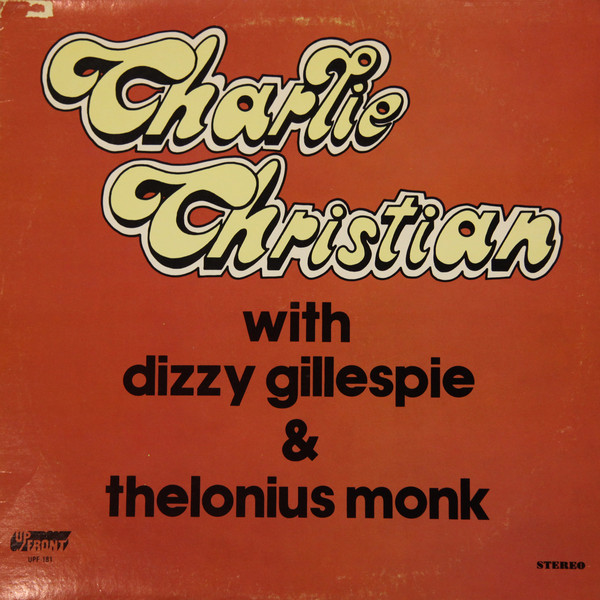 Charlie
Christian
with
dizzy gillespie
&
thelonius monk
UP
FRONT
UPF 181
STEREO